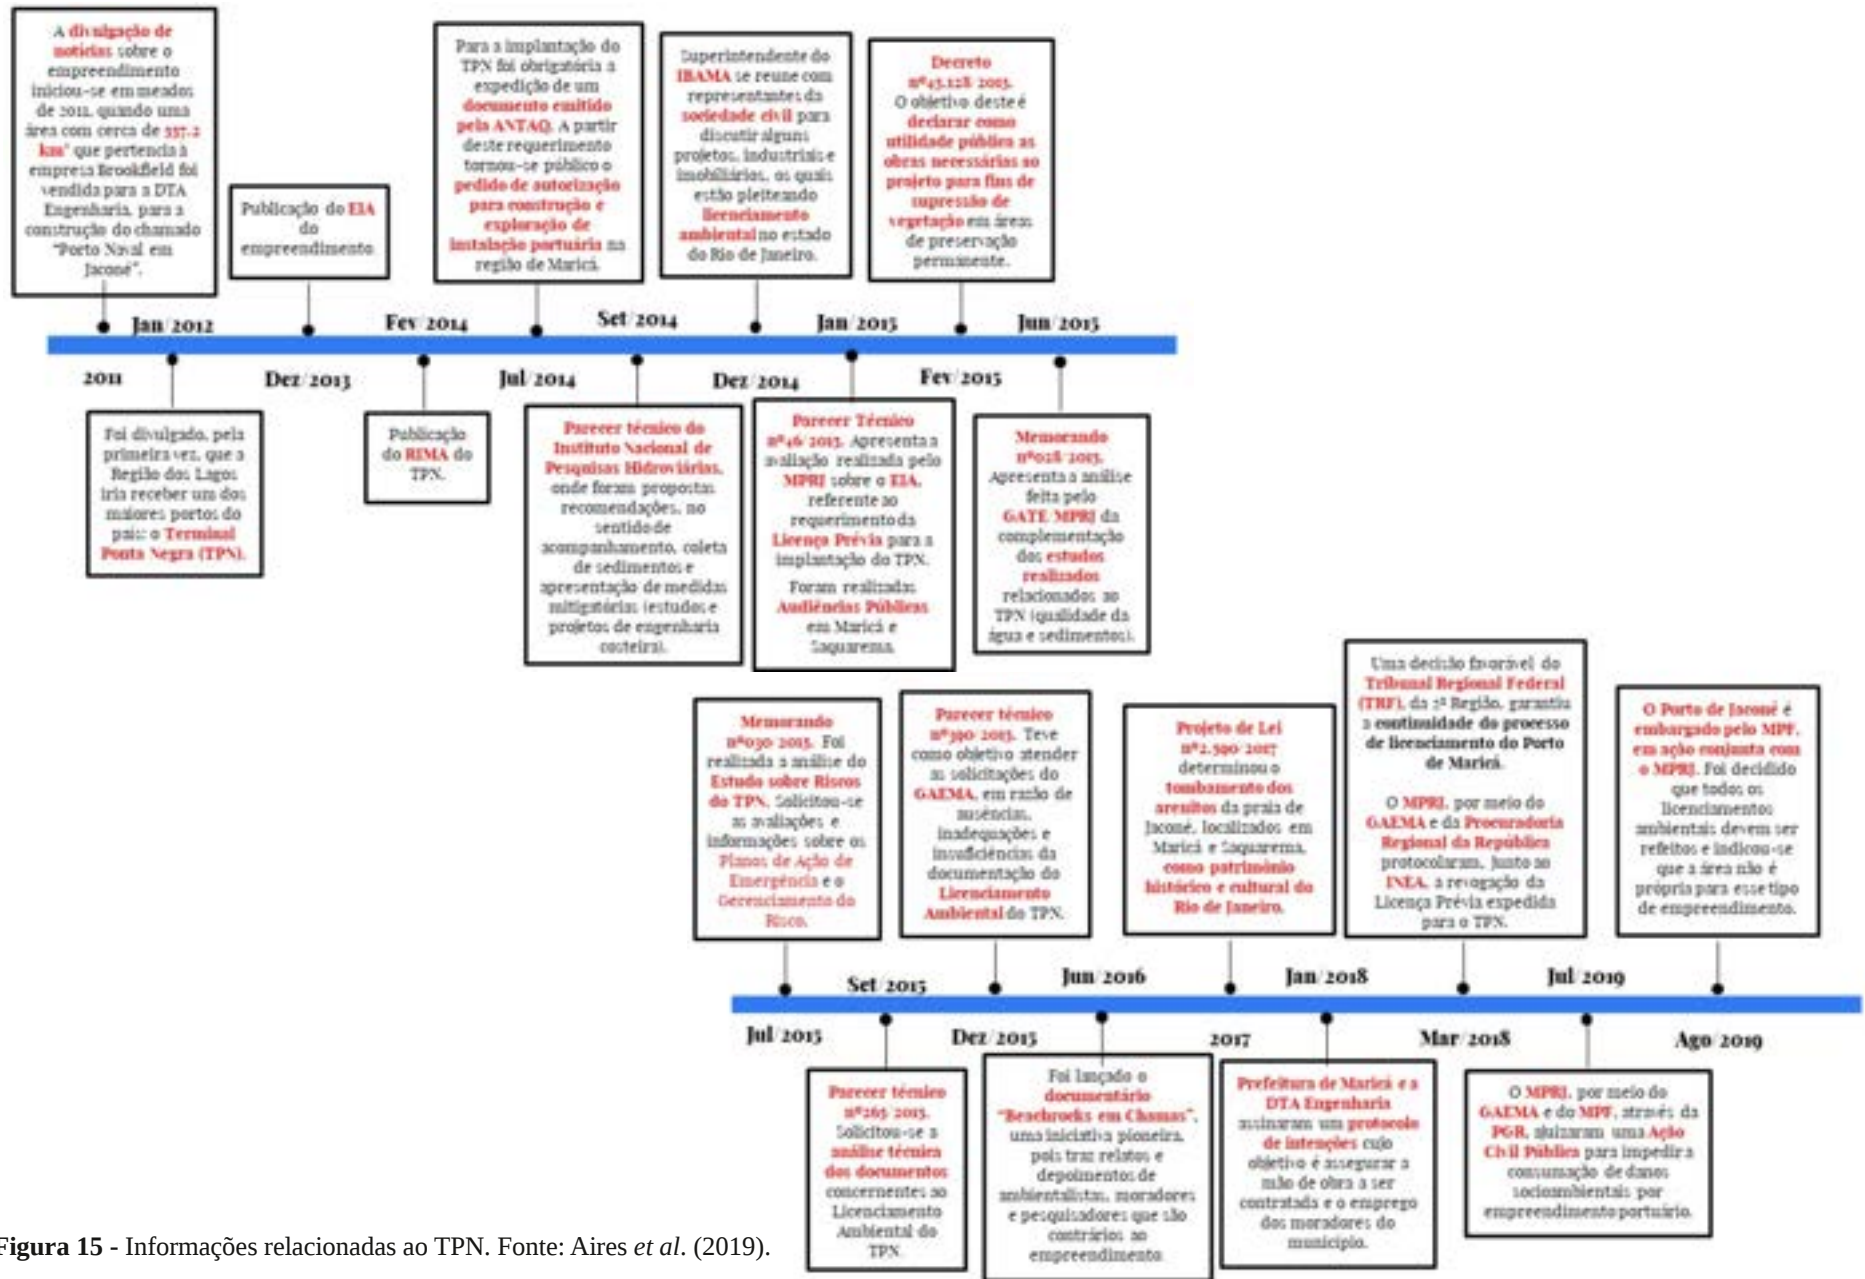 A divulgação de
notícias sobre o
empreendimento
iniciou-se em meados
de 2011, quando uma
área com cerca de 337.2
km² que pertencia à
empresa Brookfield foi
vendida para a DTA
Engenharia, para a
construção do chamado
"Porto Naval em
Jaconé".
Publicação do EIA
do
empreendimento
Para a implantação do
TPN foi obrigatória a
expedição de um
documento emitido
pela ANTAQ. A partir
deste requerimento
tornou-se público o
pedido de autorização
para construção e
exploração de
instalação portuária na
região de Maricá.
Superintendente do
IBAMA se reune com
representantes da
sociedade civil para
discutir alguns
projetos, industriais e
imobiliários, os quais
estão pleiteando
licenciamento
ambiental no estado
do Rio de Janeiro.
Decreto
nº45.128/2015.
O objetivo deste é
declarar como
utilidade pública as
obras necessárias ao
projeto para fins de
supressão de
vegetação em áreas
de preservação
permanente.
Jan/2012
Fev/2014
Set/2014
Jan/2015
Jun/2015
2011
Dez/2013
Jul/2014
Dez/2014
Fev/2015
Foi divulgado, pela
primeira vez, que a
Região dos Lagos
iria receber um dos
maiores portos do
país: o Terminal
Ponta Negra (TPN).
Publicação
do RIMA do
TPN.
Parecer técnico do
Instituto Nacional de
Pesquisas Hidroviárias,
onde foram propostas
recomendações, no
sentido de
acompanhamento, coleta
de sedimentos e
apresentação de medidas
mitigatórias (estudos e
projetos de engenharia
costeira).
Parecer Técnico
nº46/2015. Apresenta a
avaliação realizada pelo
MPRJ sobre o EIA,
referente ao
requerimento da
Licença Prévia para a
implantação do TPN.
Foram realizadas
Audiências Públicas
em Maricá e
Saquarema.
Memorando
nº028/2015.
Apresenta a análise
feita pelo
GATE/MPRJ da
complementação
dos estudos
realizados
relacionados ao
TPN (qualidade da
água e sedimentos).
Memorando
nº030/2015. Foi
realizada a análise do
Estudo sobre Riscos
do TPN. Solicitou-se
as avaliações e
informações sobre os
Planos de Ação de
Emergência e o
Gerenciamento do
Risco.
Parecer técnico
nº390/2015. Teve
como objetivo atender
as solicitações do
GAEMA, em razão de
ausências,
inadequações e
insuficiências da
documentação do
Licenciamento
Ambiental do TPN.
Projeto de Lei
nº2.590/2017
determinou o
tombamento dos
arenitos da praia de
Jaconé, localizados em
Maricá e Saquarema,
como patrimônio
histórico e cultural do
Rio de Janeiro.
Uma decisão favorável do
Tribunal Regional Federal
(TRF), da 2ª Região, garantiu
a continuidade do processo
de licenciamento do Porto
de Maricá.
O MPRJ, por meio do
GAEMA e da Procuradoria
Regional da República
protocolaram, junto ao
INEA, a revogação da
Licença Prévia expedida
para o TPN.
O Porto de Jaconé é
embargado pelo MPF,
em ação conjunta com
o MPRJ. Foi decidido
que todos os
licenciamentos
ambientais devem ser
refeitos e indicou-se
que a área não é
própria para esse tipo
de empreendimento.
Set/2015
Jun/2016
Jan/2018
Jul/2019
Jul/2015
Dez/2015
2017
Mar/2018
Ago/2019
Parecer técnico
nº265/2015.
Solicitou-se a
análise técnica
dos documentos
concernentes ao
Licenciamento
Ambiental do
TPN
Foi lançado o
documentário
"Beachrocks em Chamas",
uma iniciativa pioneira,
pois traz relatos e
depoimentos de
ambientalistas, moradores
e pesquisadores que são
contrários ao
empreendimento
Prefeitura de Maricá e a
DTA Engenharia
assinaram um protocolo
de intenções cujo
objetivo é assegurar a
mão de obra a ser
contratada e o emprego
dos moradores do
município.
O MPRJ, por meio do
GAEMA e do MPF, através da
PGR, ajuizaram uma Ação
Civil Pública para impedir a
consumação de danos
socioambientais por
empreendimento portuário.
Figura 15 - Informações relacionadas ao TPN. Fonte: Aires et al. (2019).